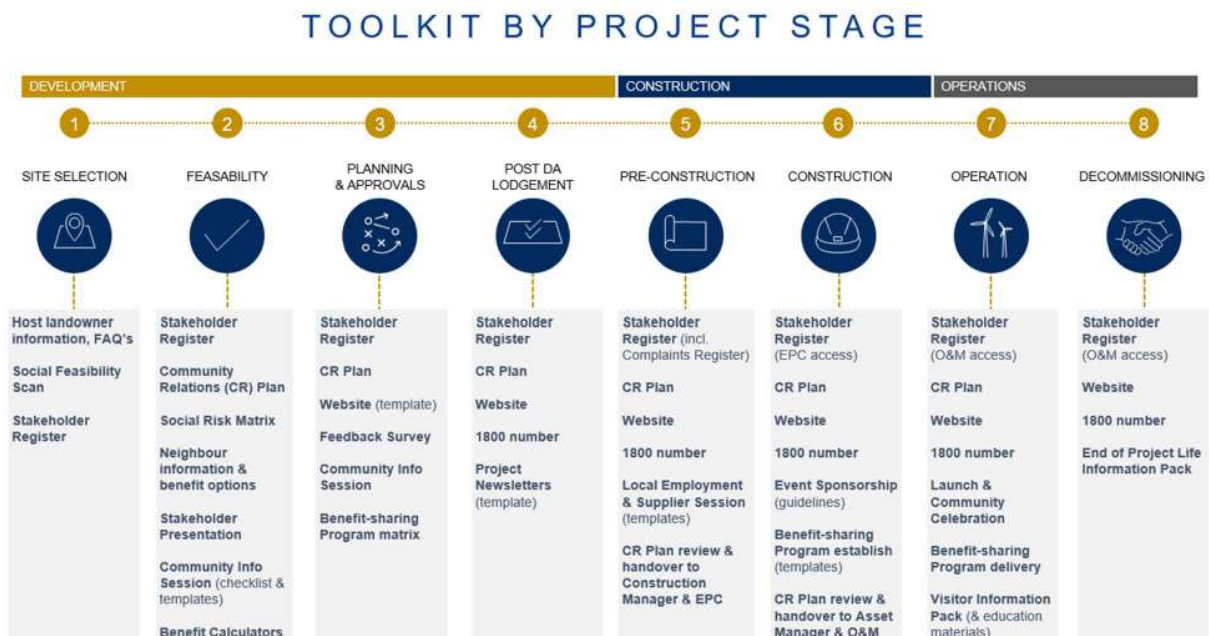 TOOLKIT BY PROJECT STAGE
DEVELOPMENT
CONSTRUCTION
OPERATIONS
1
2
3
4
5
6
7
8
SITE SELECTION
FEASABILITY
PLANNING
& APPROVALS
POST DA
LODGEMENT
PRE-CONSTRUCTION
CONSTRUCTION
OPERATION
DECOMMISSIONING
Host landowner
information, FAQ's
Social Feasibility
Scan
Stakeholder
Register
Stakeholder
Register
Community
Relations (CR) Plan
Social Risk Matrix
Neighbour
information &
benefit options
Stakeholder
Presentation
Community Info
Session (checklist &
templates)
Benefit Calculators
Stakeholder
Register
CR Plan
Website (template)
Feedback Survey
Community Info
Session
Benefit-sharing
Program matrix
Stakeholder
Register
CR Plan
Website
1800 number
Project
Newsletters
(template)
Stakeholder
Register (incl.
Complaints Register)
CR Plan
Website
1800 number
Local Employment
& Supplier Session
(templates)
CR Plan review &
handover to
Construction
Manager & EPC
Stakeholder
Register
(EPC access)
CR Plan
Website
1800 number
Event Sponsorship
(guidelines)
Benefit-sharing
Program establish
(templates)
CR Plan review &
handover to Asset
Manager & O&M
Stakeholder
Register
(O&M access)
CR Plan
Website
1800 number
Launch &
Community
Celebration
Benefit-sharing
Program delivery
Visitor Information
Pack (& education
materials)
Stakeholder
Register
(O&M access)
Website
1800 number
End of Project Life
Information Pack